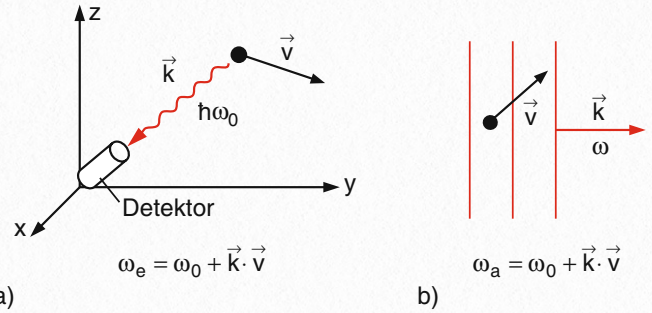 z
k⃗
v⃗
ħω₀
y
x
Detektor
ωₑ = ω₀ + k⃗ · v⃗
a)
v⃗
k⃗
ω
ωₐ = ω₀ + k⃗ · v⃗
b)